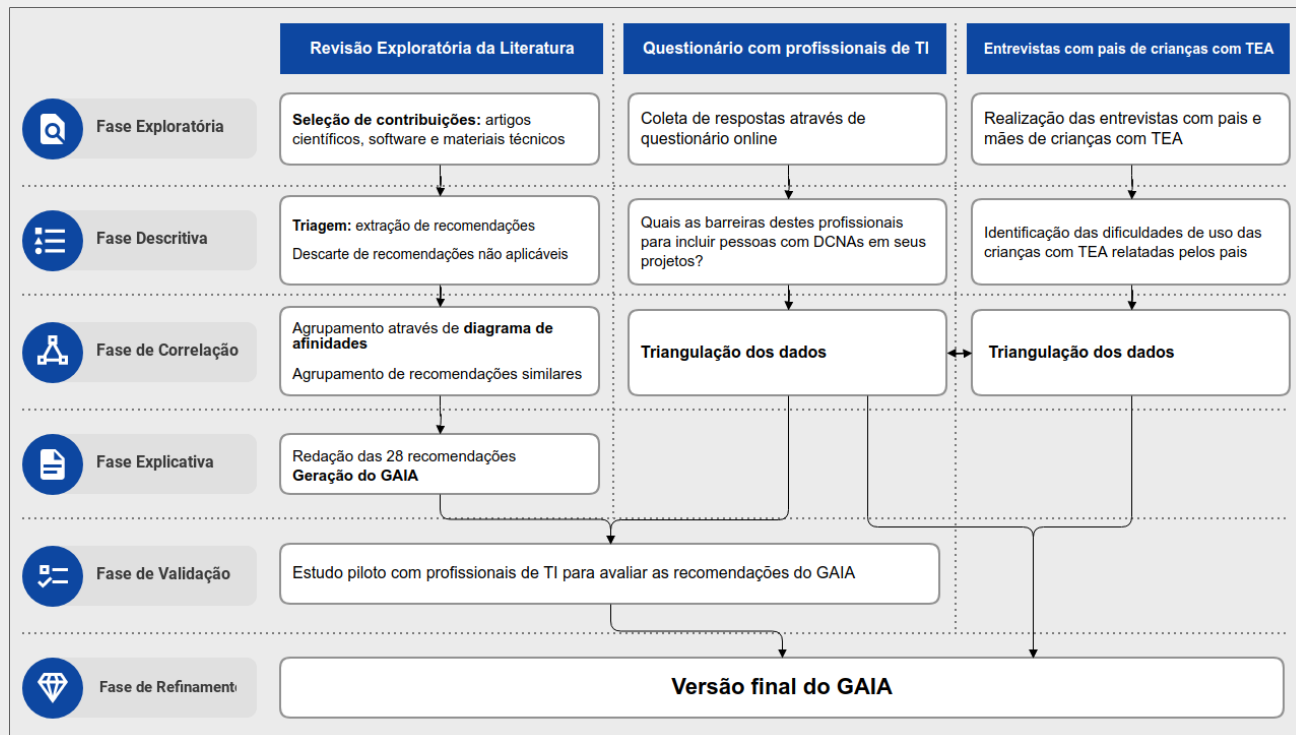 Revisão Exploratória da Literatura
Questionário com profissionais de TI
Entrevistas com pais de crianças com TEA
Fase Exploratória
Seleção de contribuições: artigos
científicos, software e materiais técnicos
Coleta de respostas através de
questionário online
Realização das entrevistas com pais e
mães de crianças com TEA
Fase Descritiva
Triagem: extração de recomendações
Descarte de recomendações não aplicáveis
Quais as barreiras destes profissionais
para incluir pessoas com DCNAs em seus
projetos?
Identificação das dificuldades de uso das
crianças com TEA relatadas pelos pais
Fase de Correlação
Agrupamento através de diagrama de
afinidades
Agrupamento de recomendações similares
Triangulação dos dados
Triangulação dos dados
Fase Explicativa
Redação das 28 recomendações
Geração do GAIA
Fase de Validação
Estudo piloto com profissionais de TI para avaliar as recomendações do GAIA
Fase de Refinamento
Versão final do GAIA